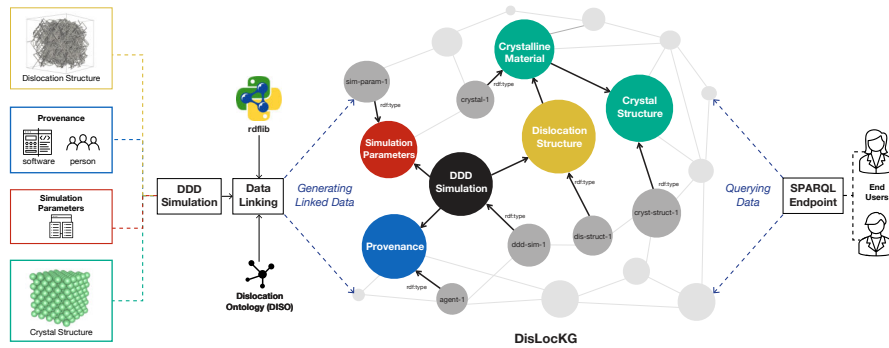 Dislocation Structure
Provenance
software
person
Simulation
Parameters
Crystal Structure
DDD
Simulation
rdflib
Data
Linking
Dislocation
Ontology (DISO)
Generating
Linked Data
sim-param-1
rdf:type
Simulation
Parameters
crystal-1
rdf:type
Crystalline
Material
Crystal
Structure
Dislocation
Structure
DDD
Simulation
Provenance
rdf:type
agent-1
rdf:type
ddd-sim-1
rdf:type
dis-struct-1
rdf:type
cryst-struct-1
DisLocKG
Querying
Data
SPARQL
Endpoint
End
Users